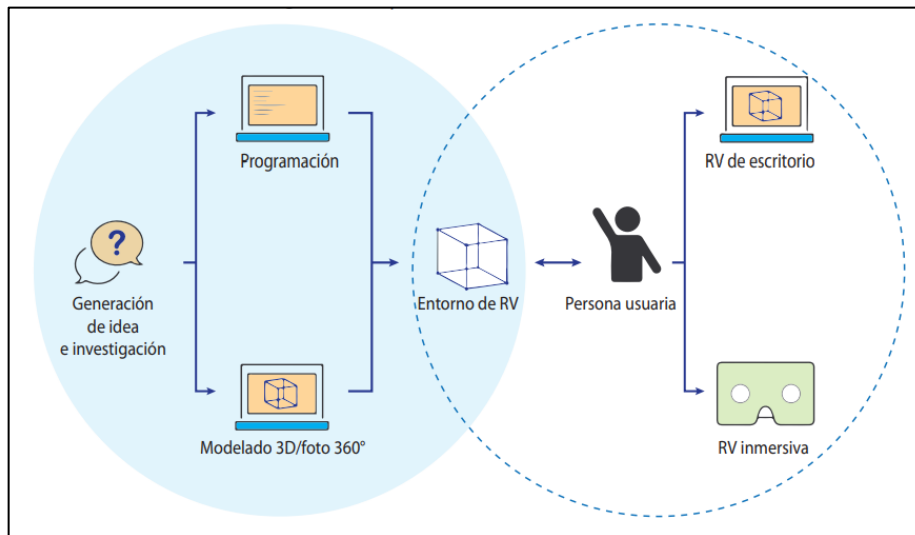 ?
Programación
RV de escritorio
Generación
de idea
e investigación
Entorno de RV
Persona usuaria
Modelado 3D/foto 360°
RV inmersiva